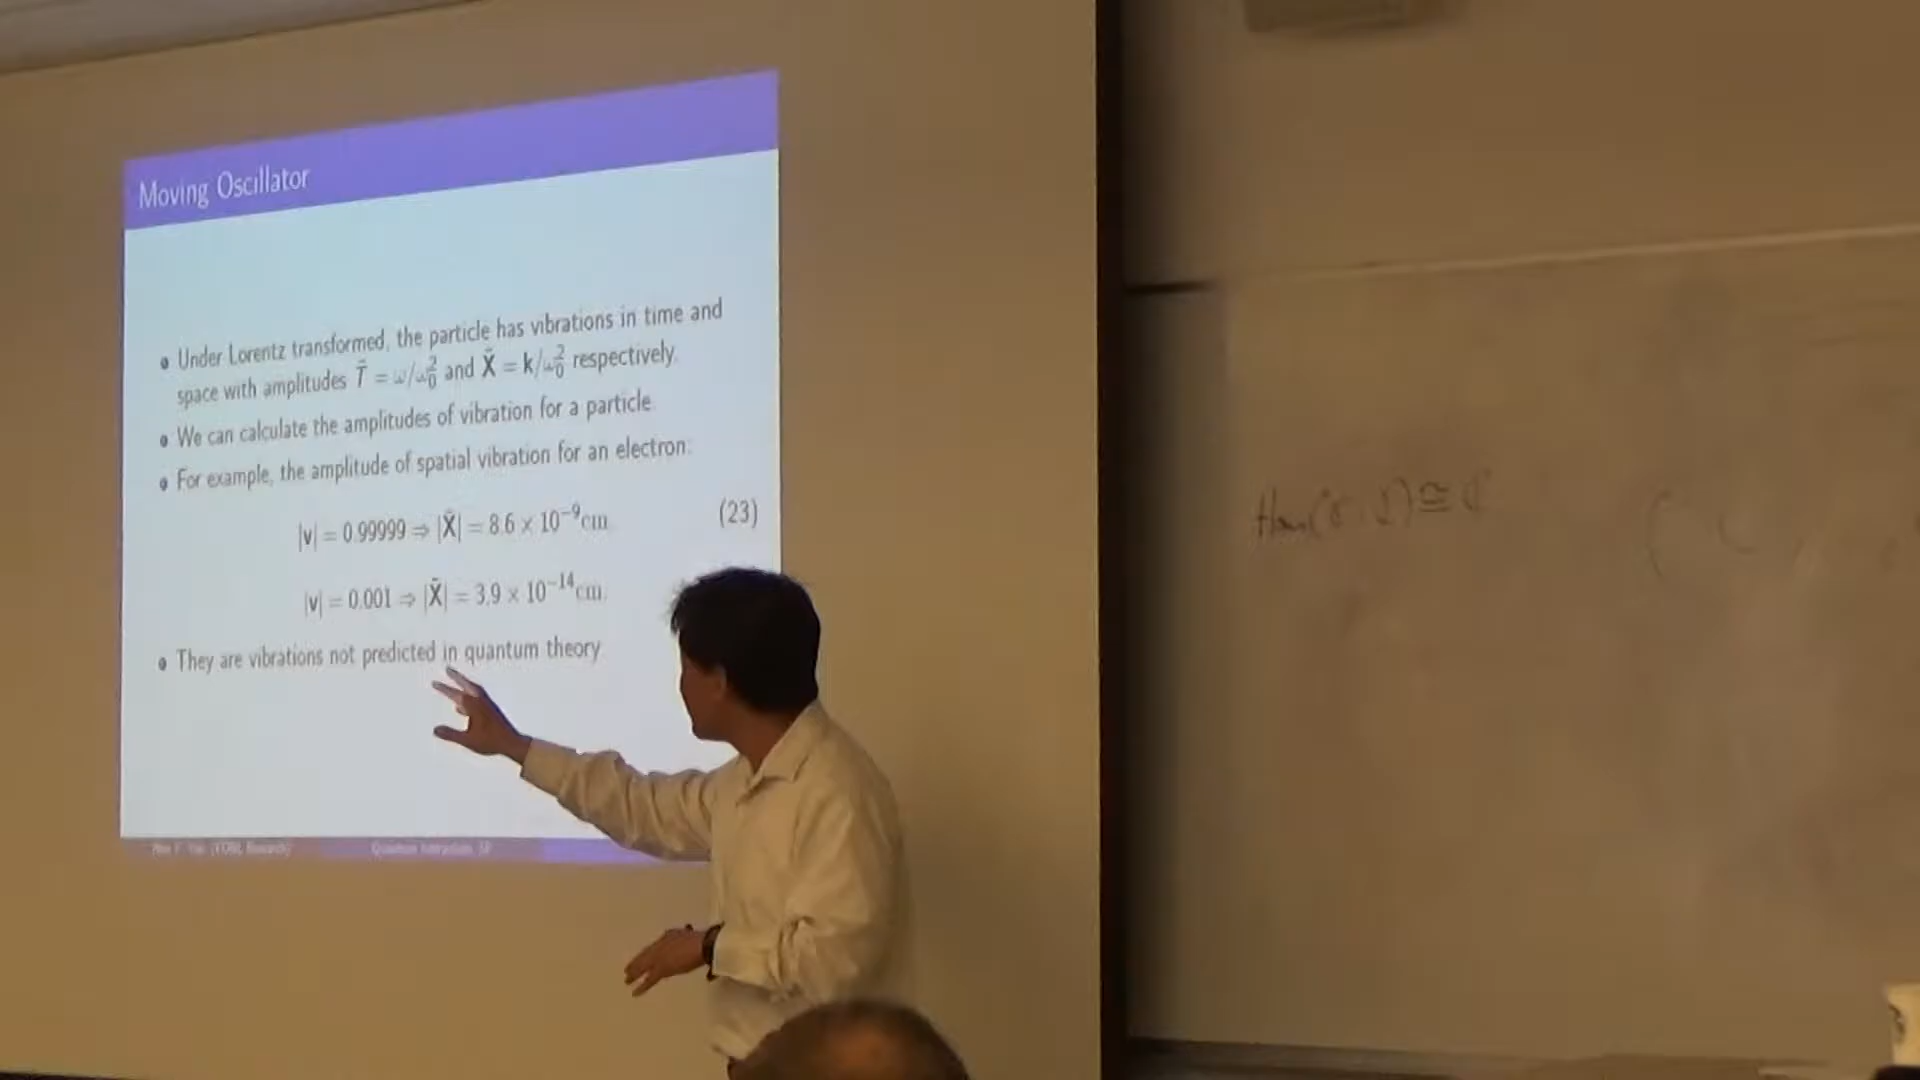 Moving Oscillator
• Under Lorentz transformed, the particle has vibrations in time and
space with amplitudes T̊ = ω/ω₀² and X̊ = k/ω₀² respectively.
• We can calculate the amplitudes of vibration for a particle.
• For example, the amplitude of spatial vibration for an electron:
|v| = 0.99999 ⇒ |X̊| = 8.6 × 10⁻⁹cm. (23)
|v| = 0.001 ⇒ |X̊| = 3.9 × 10⁻¹⁴cm.
• They are vibrations not predicted in quantum theory.
Quantum